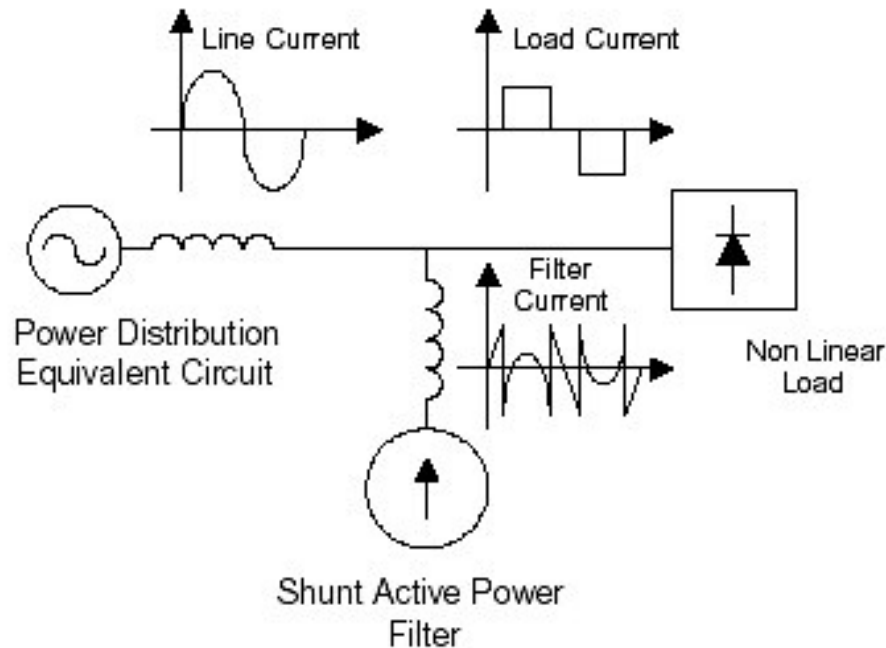 Line Current
Load Current
Filter
Current
Power Distribution
Equivalent Circuit
Non Linear
Load
Shunt Active Power
Filter